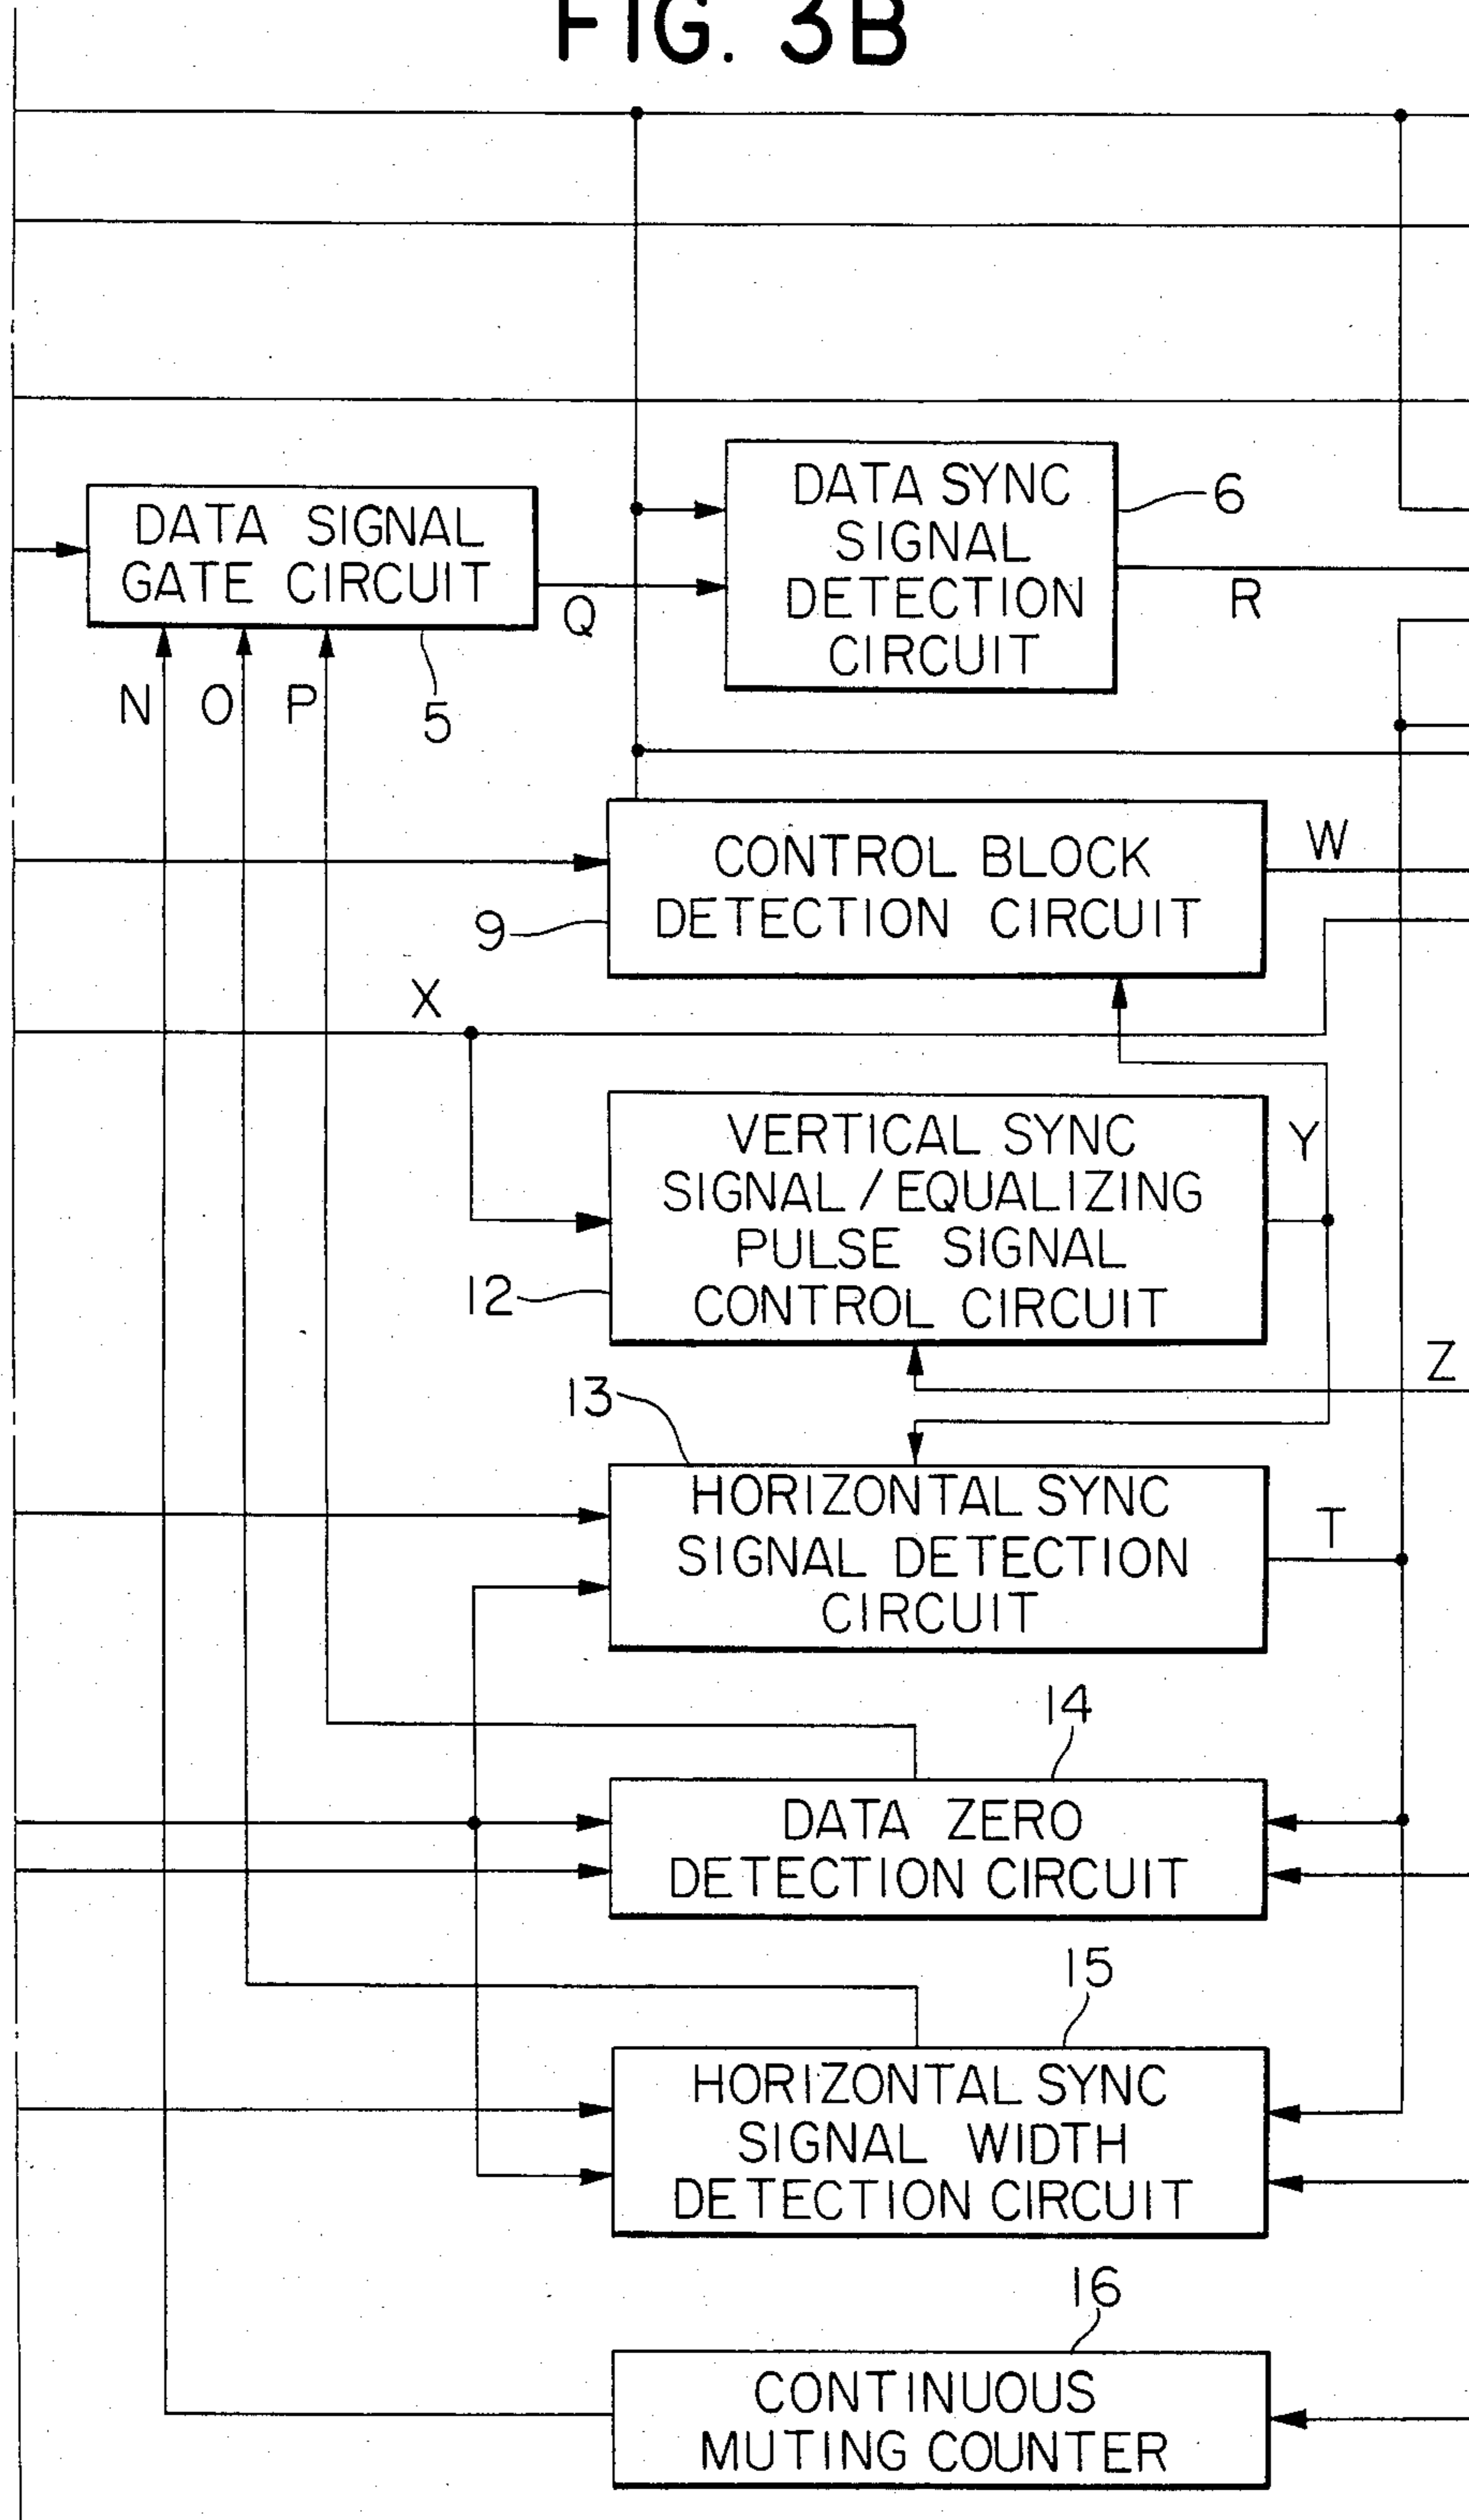 FIG. 3B
DATA SIGNAL
GATE CIRCUIT
5
Q
N O P
DATA SYNC
SIGNAL
DETECTION
CIRCUIT
6
R
CONTROL BLOCK
DETECTION CIRCUIT
9
W
X
VERTICAL SYNC
SIGNAL/EQUALIZING
PULSE SIGNAL
CONTROL CIRCUIT
12
Y
Z
13
HORIZONTAL SYNC
SIGNAL DETECTION
CIRCUIT
T
14
DATA ZERO
DETECTION CIRCUIT
15
HORIZONTAL SYNC
SIGNAL WIDTH
DETECTION CIRCUIT
16
CONTINUOUS
MUTING COUNTER